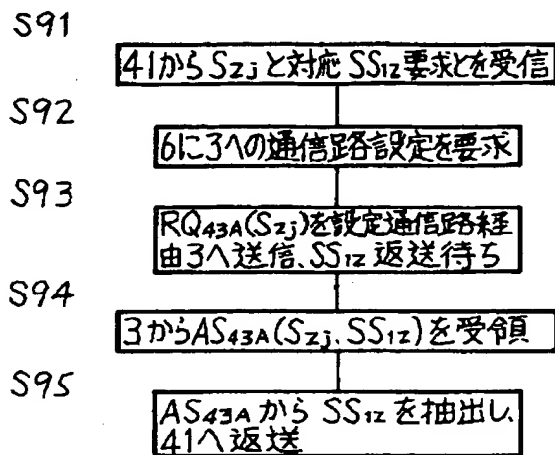 S91
41からSzjと対応SS1z要求とを受信
S92
6に3への通信路設定を要求
S93
RQ43A(Szj)を設定通信路経
由3へ送信、SS1z返送待ち
S94
3からAS43A(Szj、SS1z)を受領
S95
AS43AからSS1zを抽出し、
41へ返送